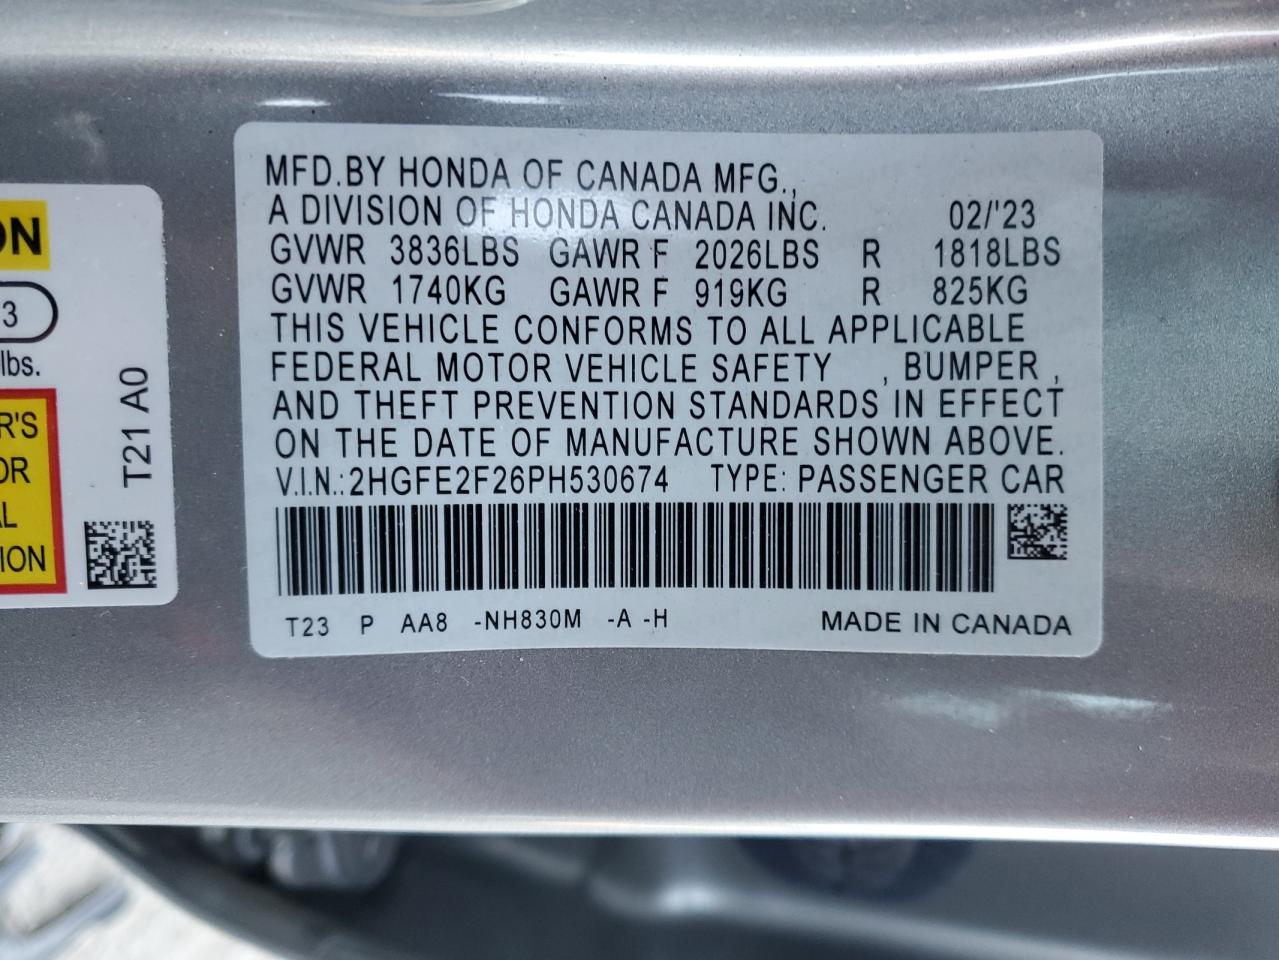 MFD.BY HONDA OF CANADA MFG.,
A DIVISION OF HONDA CANADA INC. 02/'23
GVWR 3836LBS GAWR F 2026LBS R 1818LBS
GVWR 1740KG GAWR F 919KG R 825KG
THIS VEHICLE CONFORMS TO ALL APPLICABLE
FEDERAL MOTOR VEHICLE SAFETY , BUMPER ,
AND THEFT PREVENTION STANDARDS IN EFFECT
ON THE DATE OF MANUFACTURE SHOWN ABOVE.
V.I.N.: 2HGFE2F26PH530674 TYPE: PASSENGER CAR
T23 P AA8 -NH830M -A -H MADE IN CANADA
ON
3
lbs.
R'S
OR
L
ION
T21 A0